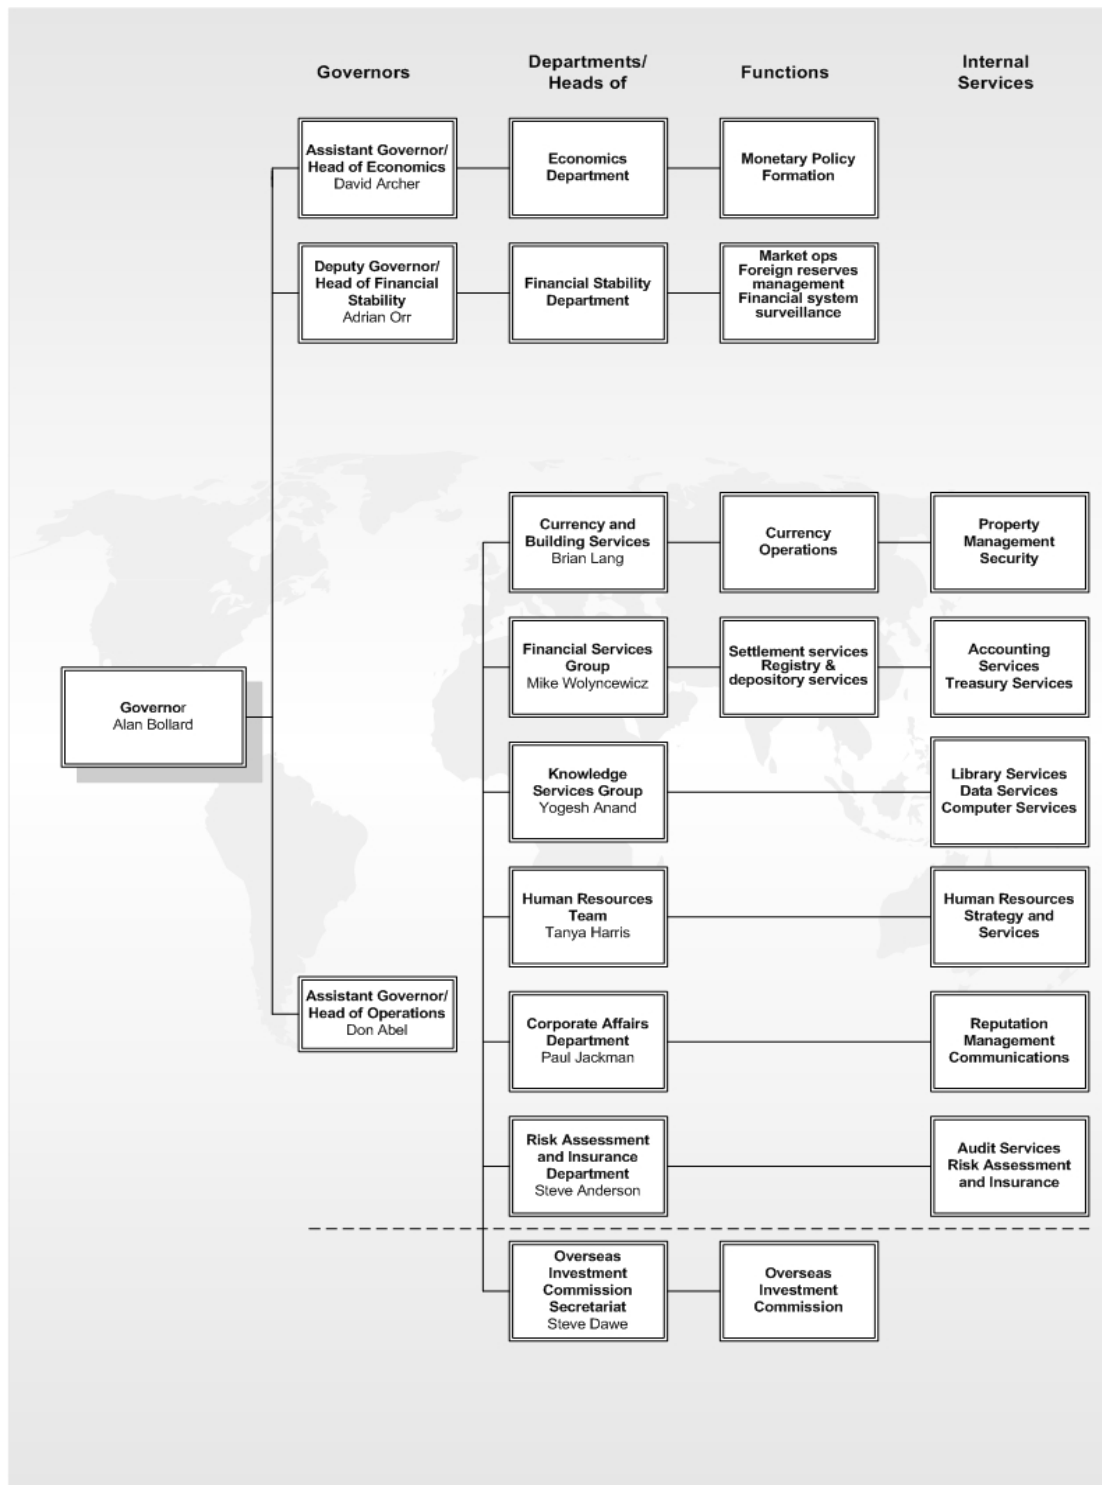 Governors
Departments/
Heads of
Functions
Internal
Services
Assistant Governor/
Head of Economics
David Archer
Economics
Department
Monetary Policy
Formation
Deputy Governor/
Head of Financial
Stability
Adrian Orr
Financial Stability
Department
Market ops
Foreign reserves
management
Financial system
surveillance
Currency and
Building Services
Brian Lang
Currency
Operations
Property
Management
Security
Financial Services
Group
Mike Wolyncewicz
Settlement services
Registry &
depository services
Accounting
Services
Treasury Services
Governor
Alan Bollard
Knowledge
Services Group
Yogesh Anand
Library Services
Data Services
Computer Services
Human Resources
Team
Tanya Harris
Human Resources
Strategy and
Services
Assistant Governor/
Head of Operations
Don Abel
Corporate Affairs
Department
Paul Jackman
Reputation
Management
Communications
Risk Assessment
and Insurance
Department
Steve Anderson
Audit Services
Risk Assessment
and Insurance
Overseas
Investment
Commission
Secretariat
Steve Dawe
Overseas
Investment
Commission